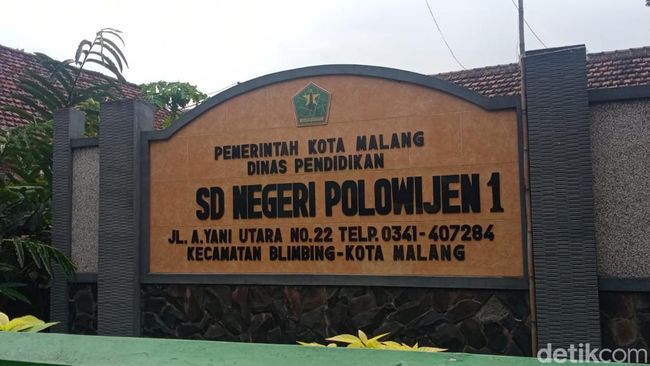 PEMERINTAH KOTA MALANG
DINAS PENDIDIKAN
SD NEGERI POLOWIJEN 1
JL. A.YANI UTARA NO.22 TELP.0341-407284
KECAMATAN BLIMBING-KOTA MALANG
detikcom